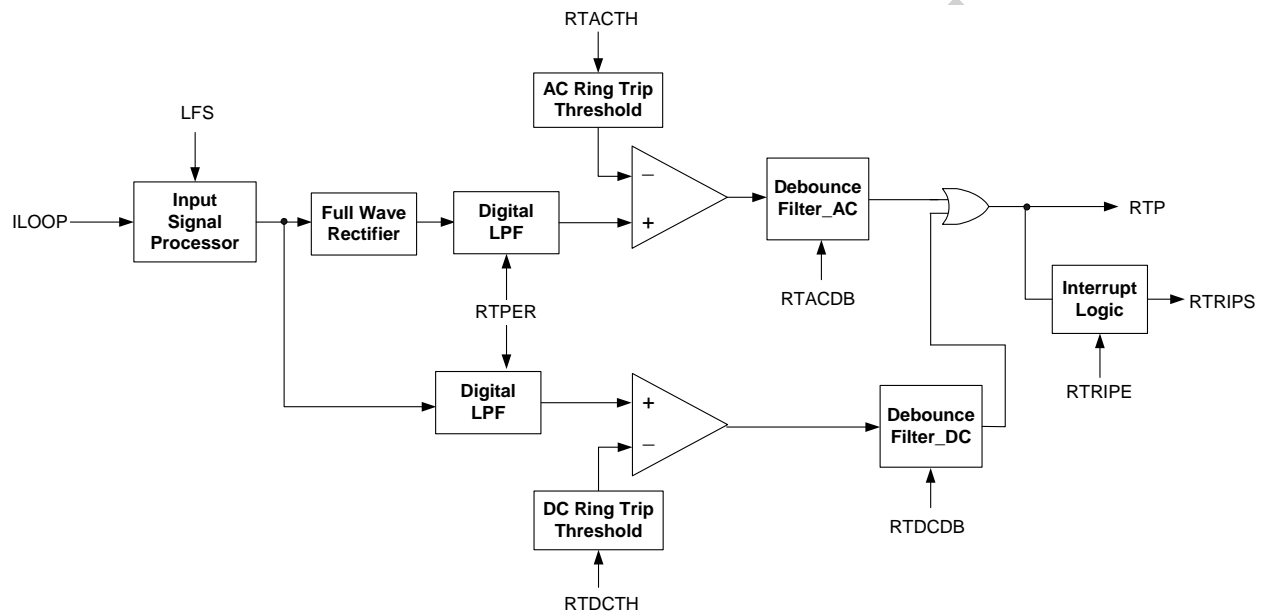 RTACTH
AC Ring Trip
Threshold
LFS
Input
Signal
Processor
ILOOP
Full Wave
Rectifier
Digital
LPF
−
+
Debounce
Filter_AC
RTP
RTPER
RTACDB
Interrupt
Logic
RTRIPS
RTRIPE
Digital
LPF
+
−
Debounce
Filter_DC
DC Ring Trip
Threshold
RTDCDB
RTDCTH